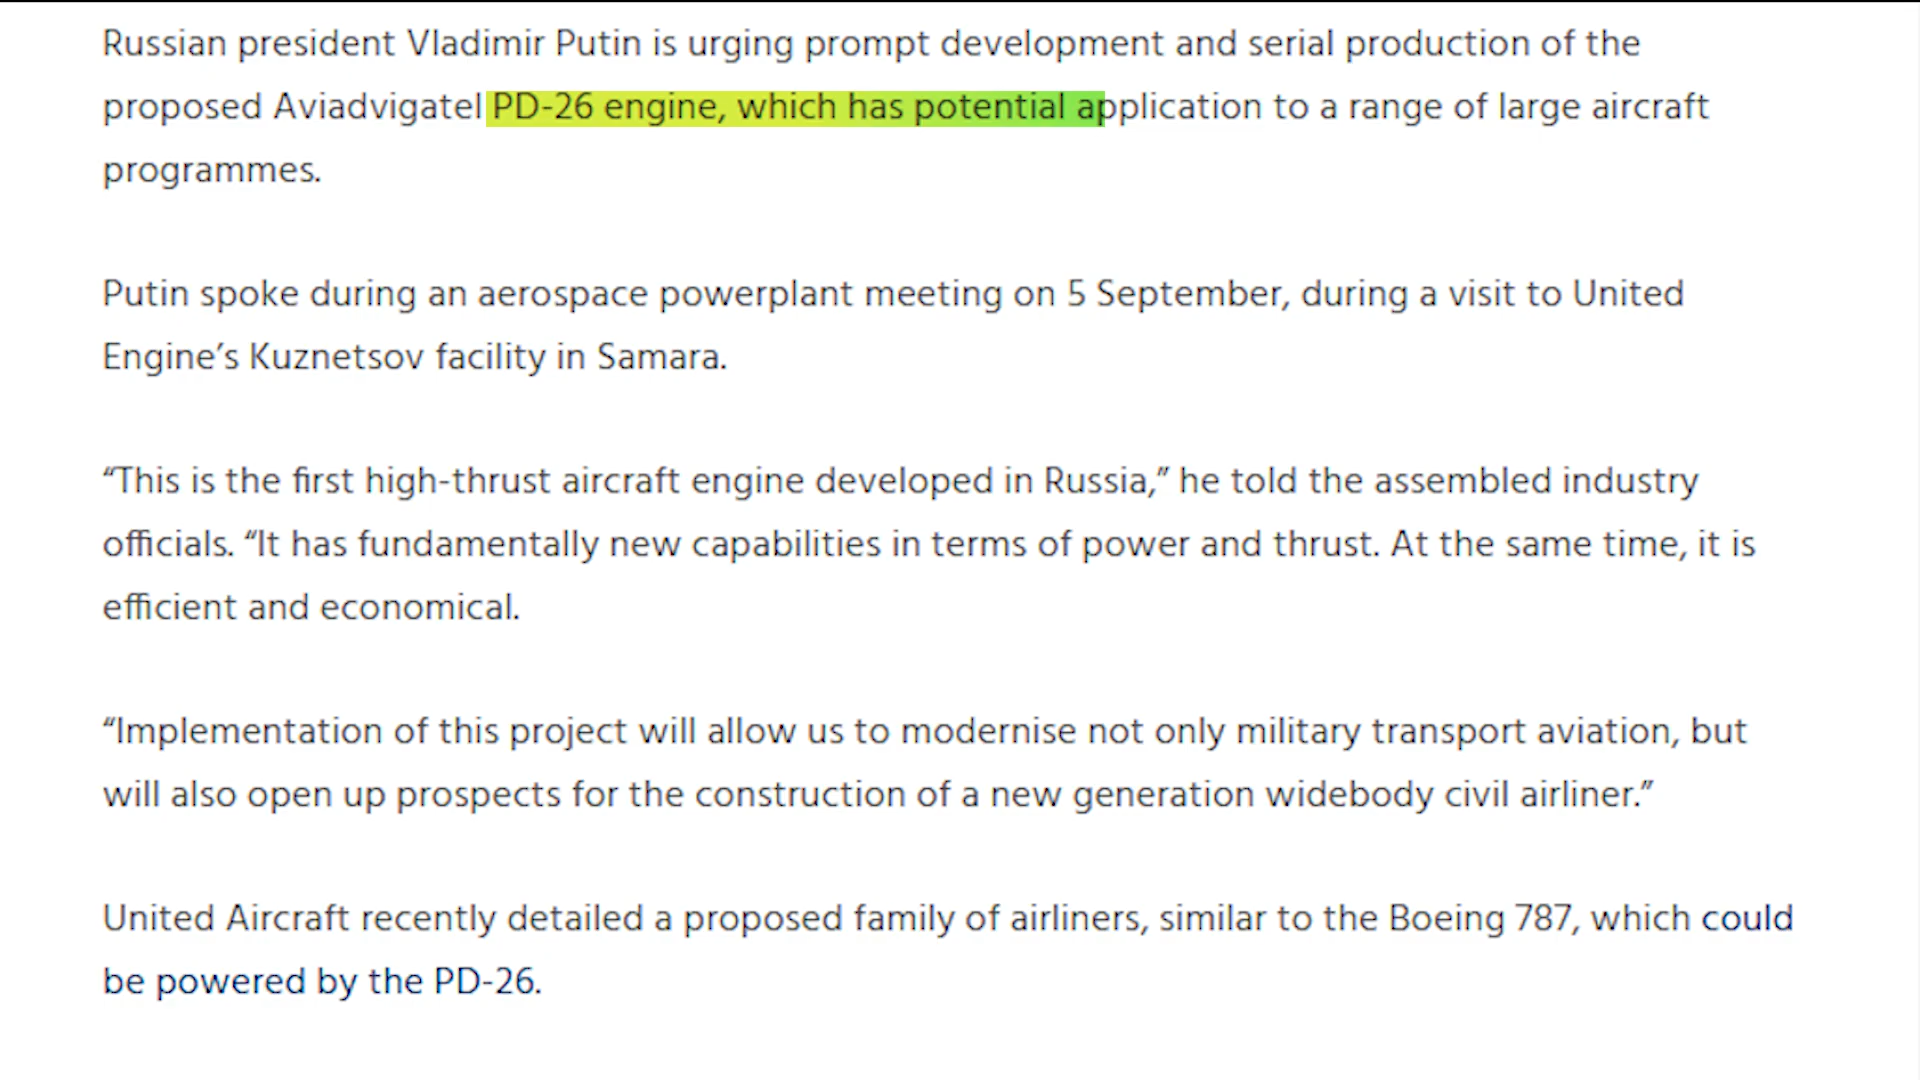 Russian president Vladimir Putin is urging prompt development and serial production of the
proposed Aviadvigatel PD-26 engine, which has potential application to a range of large aircraft
programmes.
Putin spoke during an aerospace powerplant meeting on 5 September, during a visit to United
Engine’s Kuznetsov facility in Samara.
“This is the first high-thrust aircraft engine developed in Russia,” he told the assembled industry
officials. “It has fundamentally new capabilities in terms of power and thrust. At the same time, it is
efficient and economical.
“Implementation of this project will allow us to modernise not only military transport aviation, but
will also open up prospects for the construction of a new generation widebody civil airliner.”
United Aircraft recently detailed a proposed family of airliners, similar to the Boeing 787, which could
be powered by the PD-26.